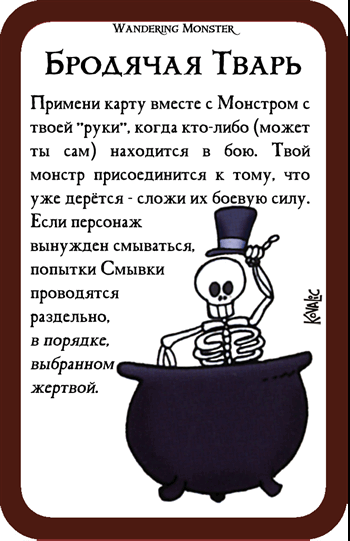 Wandering Monster
Бродячая Тварь
Примени карту вместе с Монстром с
твоей "руки", когда кто-либо (может
ты сам) находится в бою. Твой
монстр присоединится к тому, что
уже дерётся - сложи их боевую силу.
Если персонаж
вынужден смываться,
попытки Смывки
проводятся
раздельно,
в порядке,
выбранном
жертвой.
Kovalic